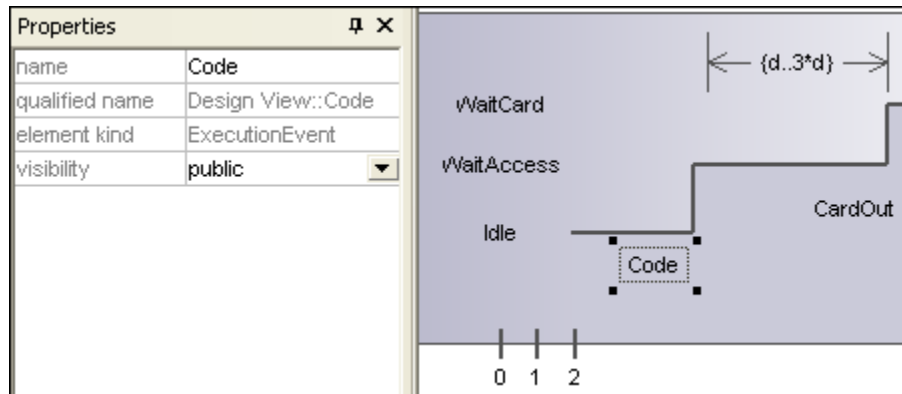 Properties
name Code
qualified name Design View::Code
element kind ExecutionEvent
visibility public
{d..3*d}
WaitCard
WaitAccess
CardOut
Idle
Code
0 1 2